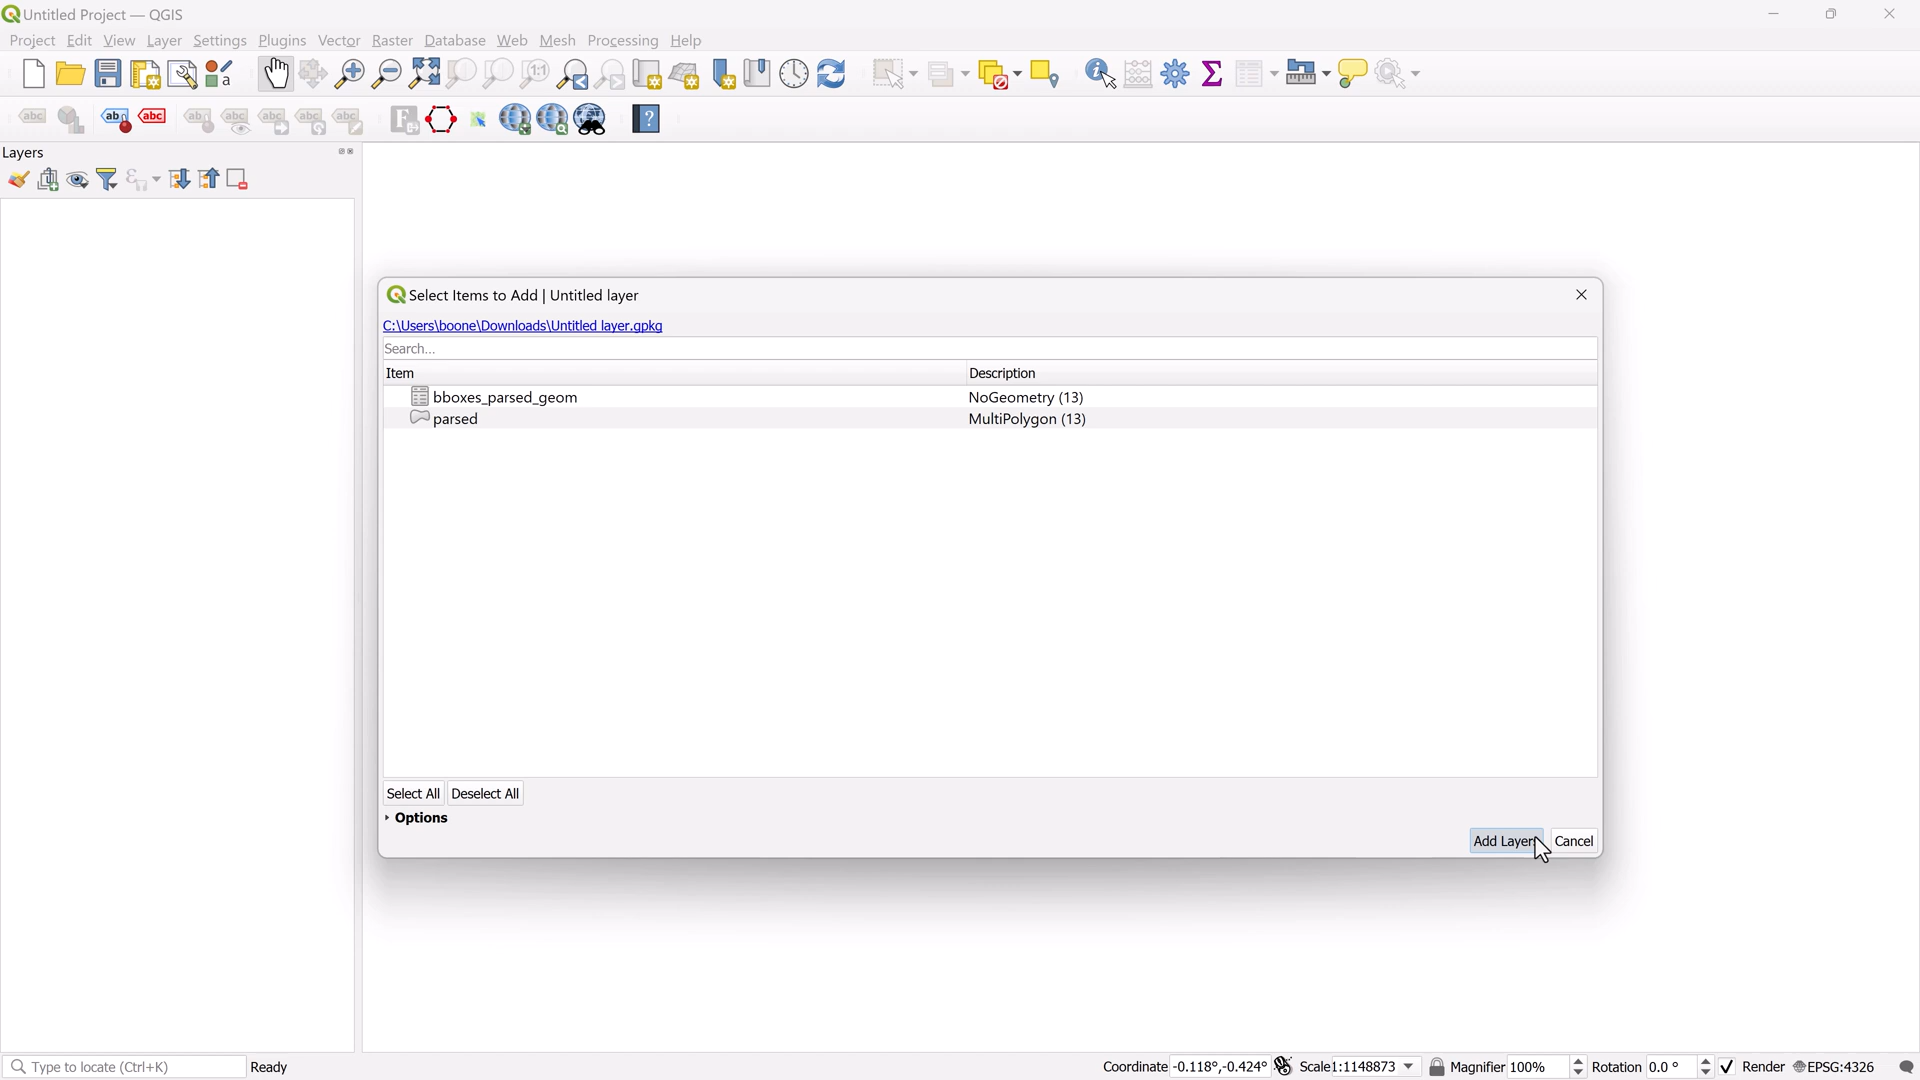 Untitled Project — QGIS
Project Edit View Layer Settings Plugins Vector Raster Database Web Mesh Processing Help
Layers
Select Items to Add | Untitled layer
C:\Users\boone\Downloads\Untitled layer.gpkg
Search...
Item Description
bboxes_parsed_geom NoGeometry (13)
parsed MultiPolygon (13)
Select All Deselect All
Options
Add Layers Cancel
Type to locate (Ctrl+K) Ready Coordinate -0.118°,-0.424° Scale 1:1148873 Magnifier 100% Rotation 0.0 ° Render EPSG:4326